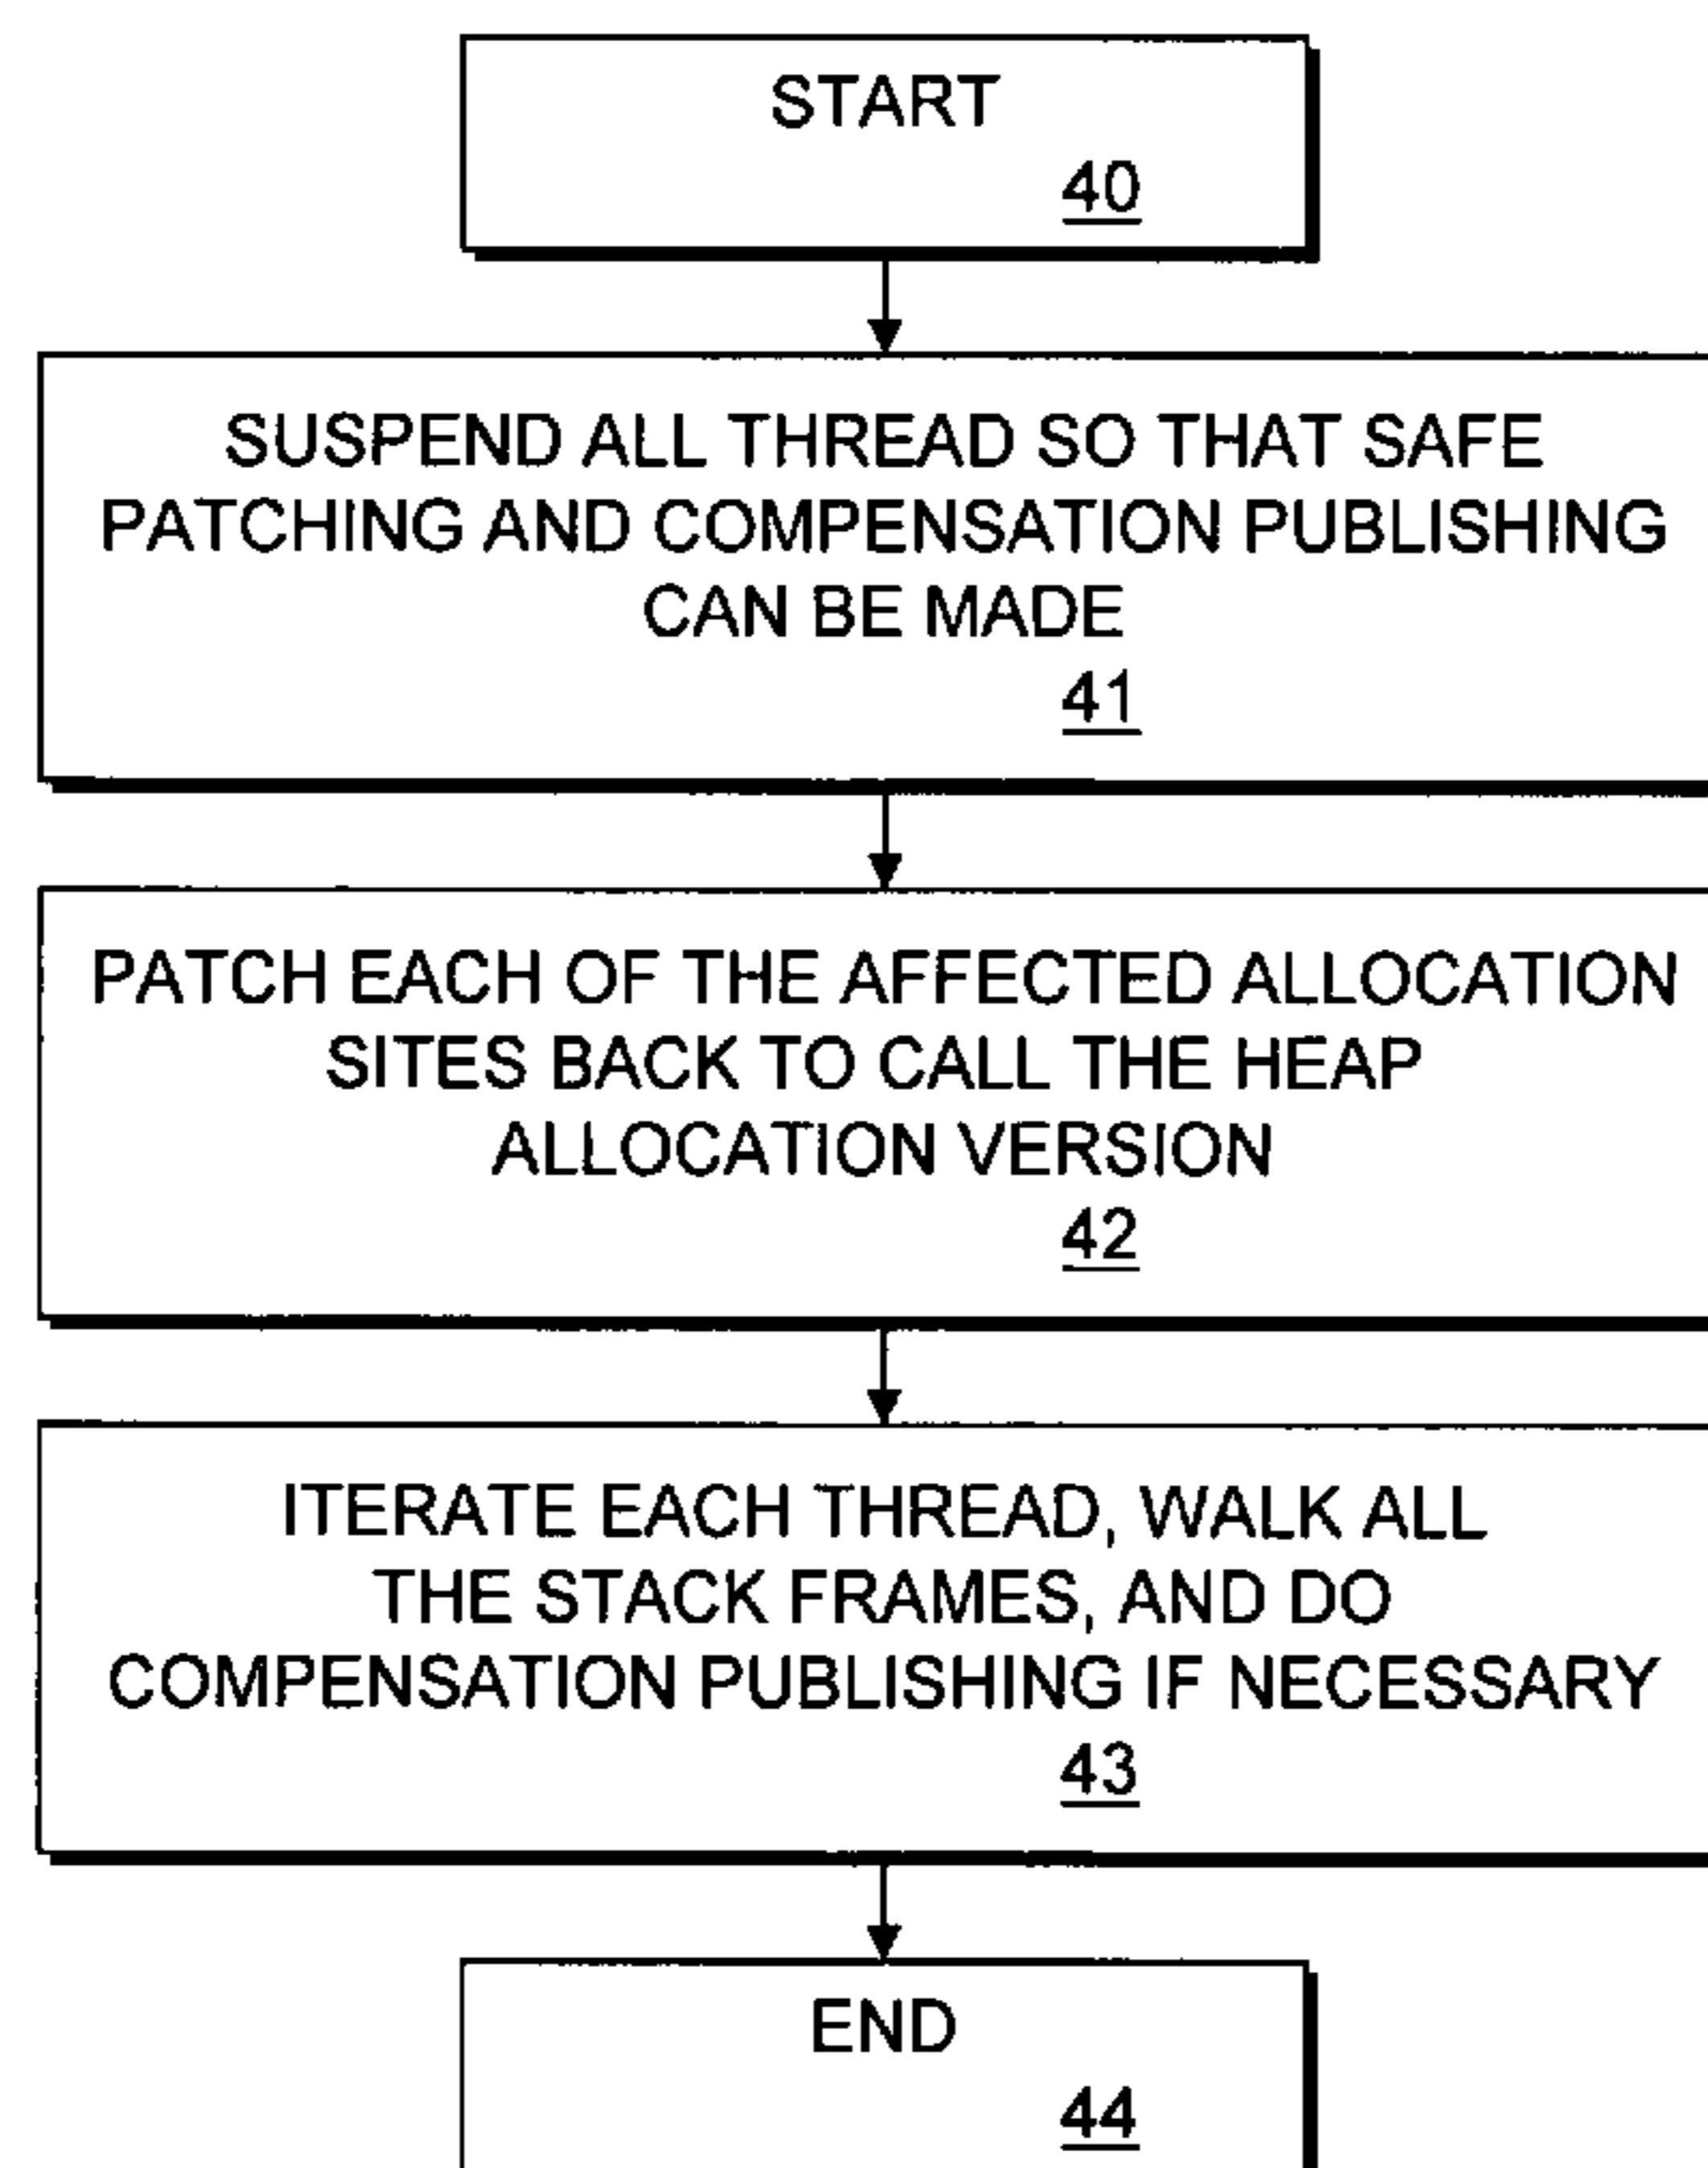 START
40
SUSPEND ALL THREAD SO THAT SAFE
PATCHING AND COMPENSATION PUBLISHING
CAN BE MADE
41
PATCH EACH OF THE AFFECTED ALLOCATION
SITES BACK TO CALL THE HEAP
ALLOCATION VERSION
42
ITERATE EACH THREAD, WALK ALL
THE STACK FRAMES, AND DO
COMPENSATION PUBLISHING IF NECESSARY
43
END
44